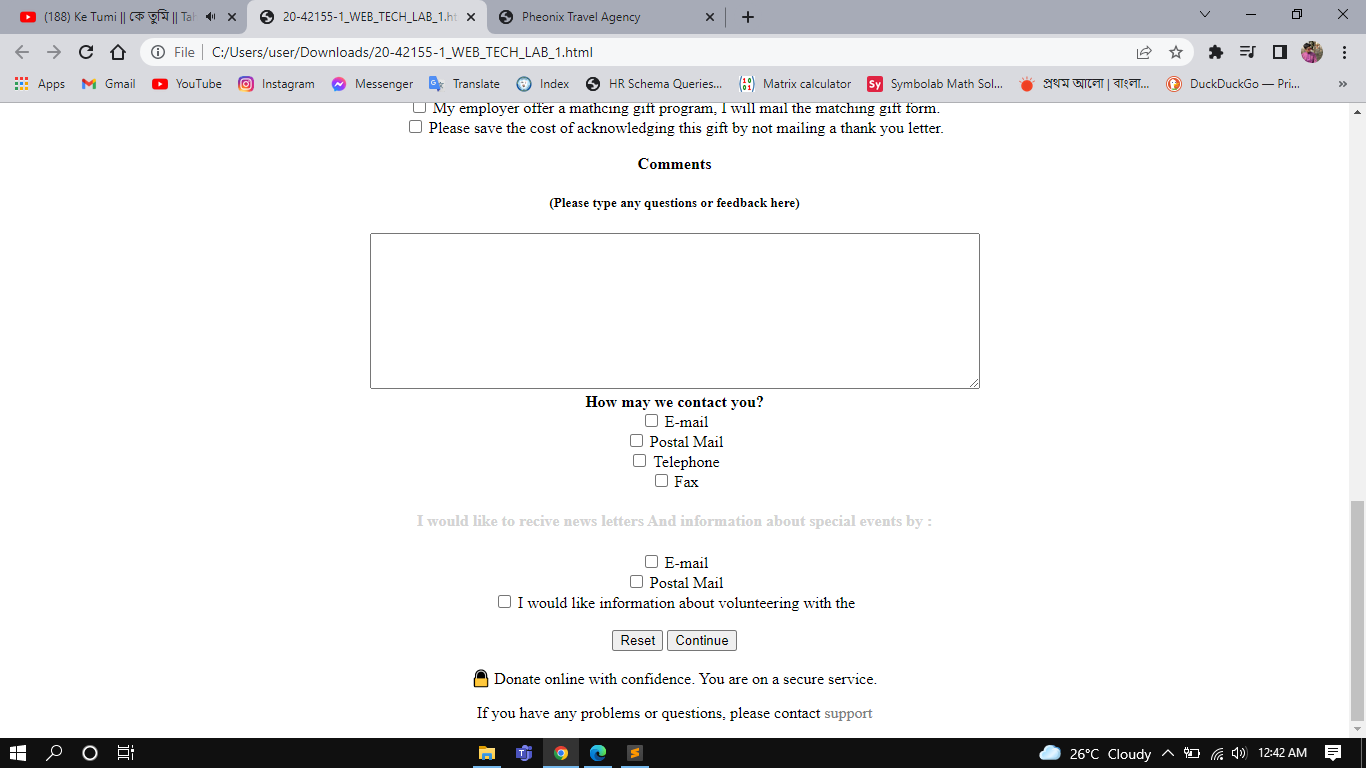 (188) Ke Tumi || কে তুমি || Tah
20-42155-1_WEB_TECH_LAB_1.ht
Pheonix Travel Agency
File
C:/Users/user/Downloads/20-42155-1_WEB_TECH_LAB_1.html
Apps
Gmail
YouTube
Instagram
Messenger
Translate
Index
HR Schema Queries...
Matrix calculator
Sy Symbolab Math Sol...
প্রথম আলো | বাংলা...
DuckDuckGo — Pri...
My employer offer a mathcing gift program, I will mail the matching gift form.
Please save the cost of acknowledging this gift by not mailing a thank you letter.
Comments
(Please type any questions or feedback here)
How may we contact you?
E-mail
Postal Mail
Telephone
Fax
I would like to recive news letters And information about special events by :
E-mail
Postal Mail
I would like information about volunteering with the
Reset Continue
Donate online with confidence. You are on a secure service.
If you have any problems or questions, please contact support
26°C Cloudy
12:42 AM